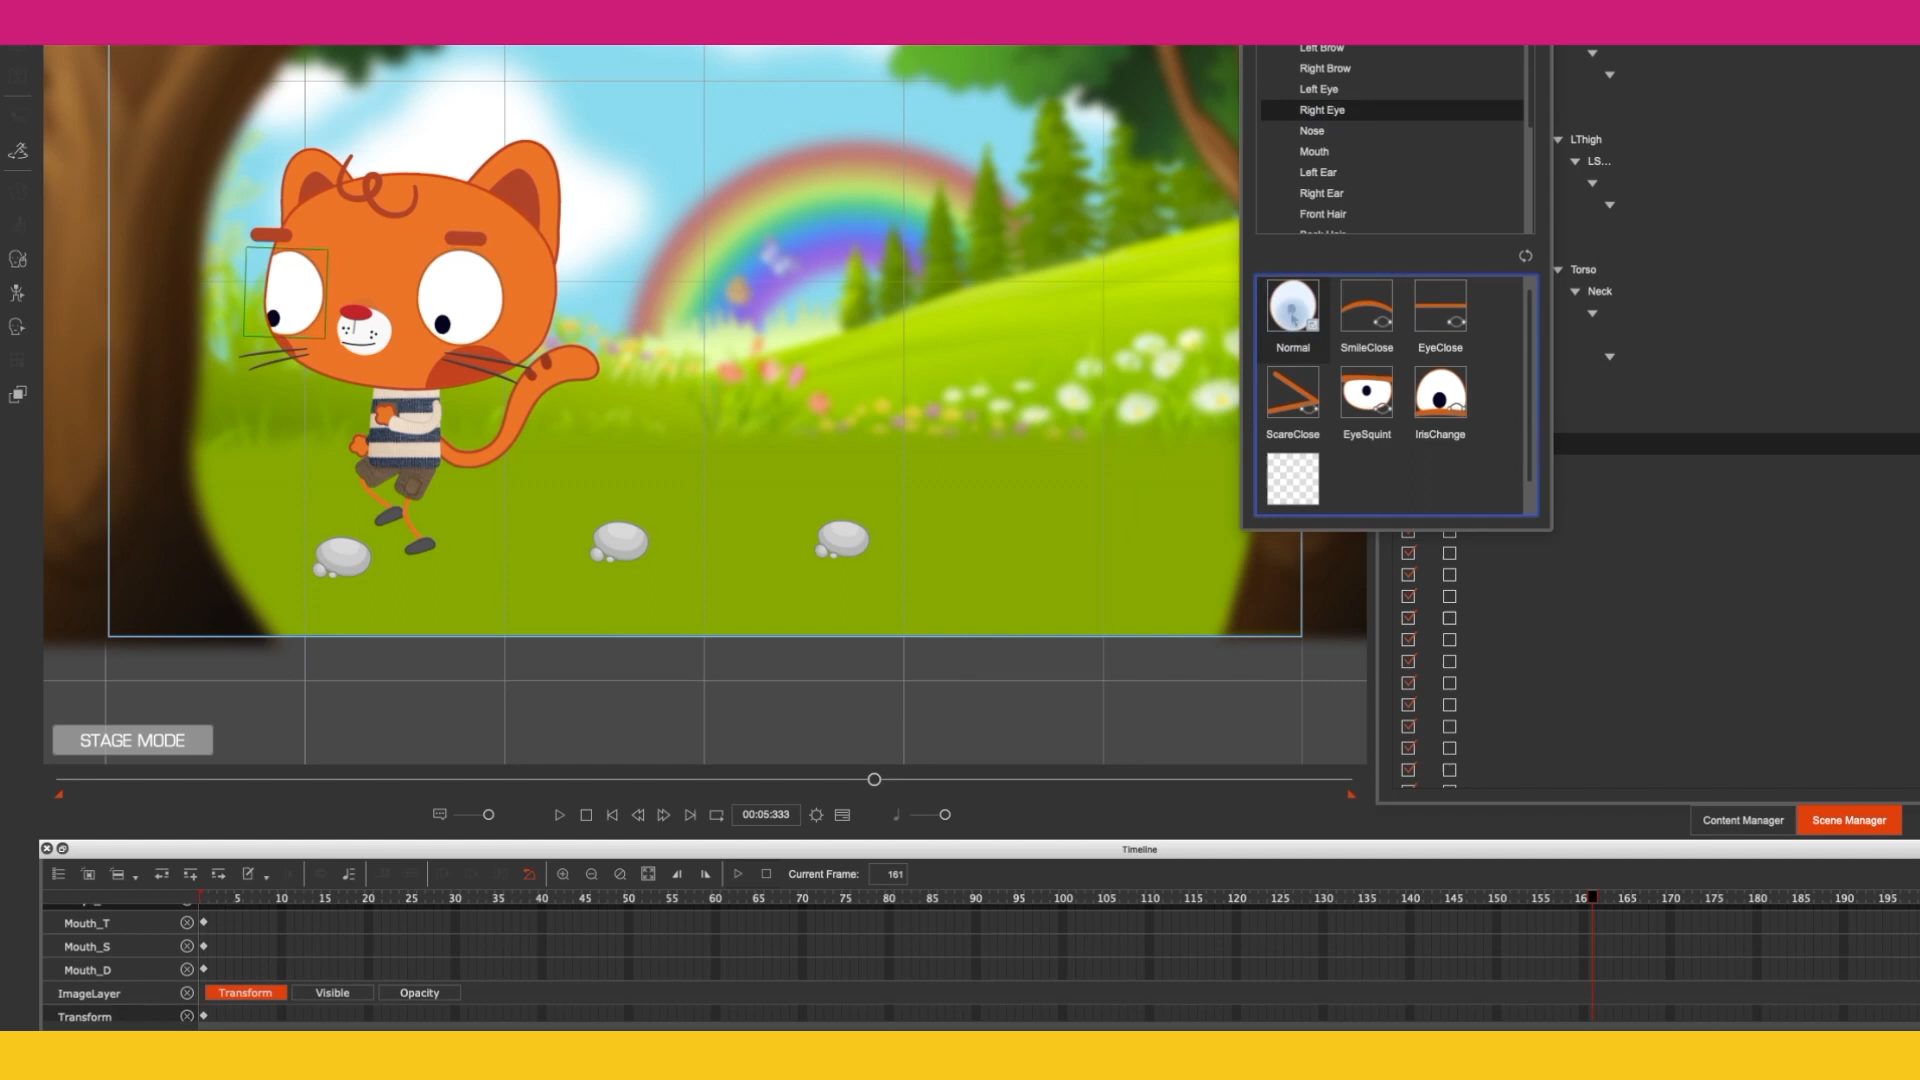 Left Brow
Right Brow
Left Eye
Right Eye
Nose
Mouth
Left Ear
Right Ear
Front Hair
Normal SmileClose EyeClose
ScareClose EyeSquint IrisChange
LThigh
LS...
Torso
Neck
STAGE MODE
00:05:333
Content Manager Scene Manager
Timeline
Current Frame: 161
5 10 15 20 25 30 35 40 45 50 55 60 65 70 75 80 85 90 95 100 105 110 115 120 125 130 135 140 145 150 155 16 165 170 175 180 185 190 195
Mouth_T
Mouth_S
Mouth_D
ImageLayer Transform Visible Opacity
Transform